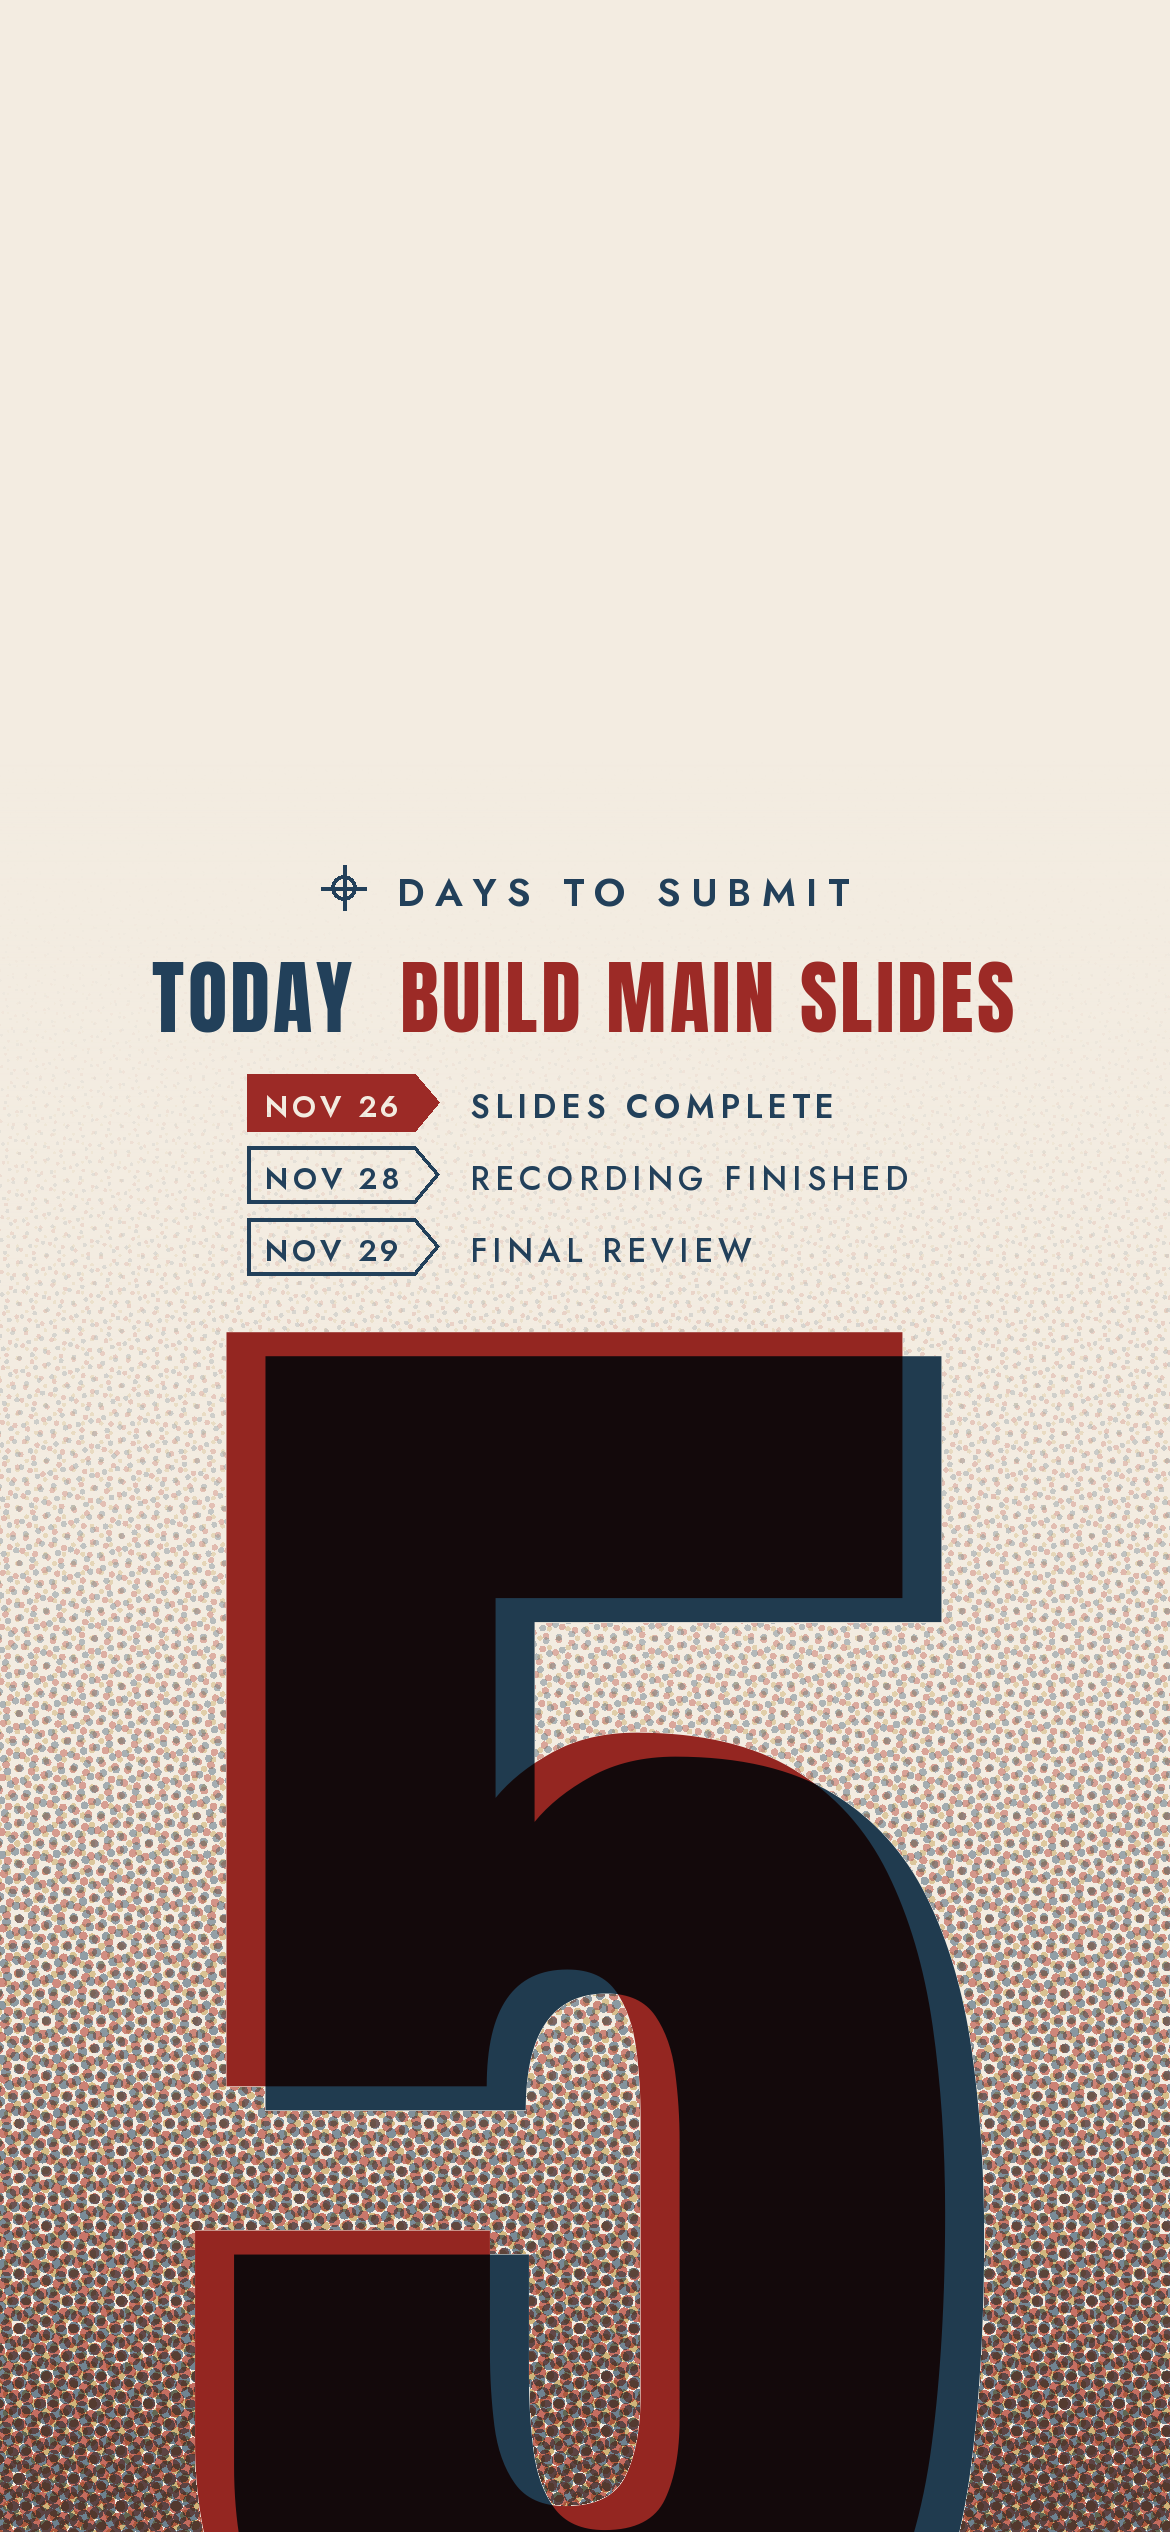 DAYS TO SUBMIT
TODAY BUILD MAIN SLIDES
NOV 26 SLIDES COMPLETE
NOV 28 RECORDING FINISHED
NOV 29 FINAL REVIEW
5